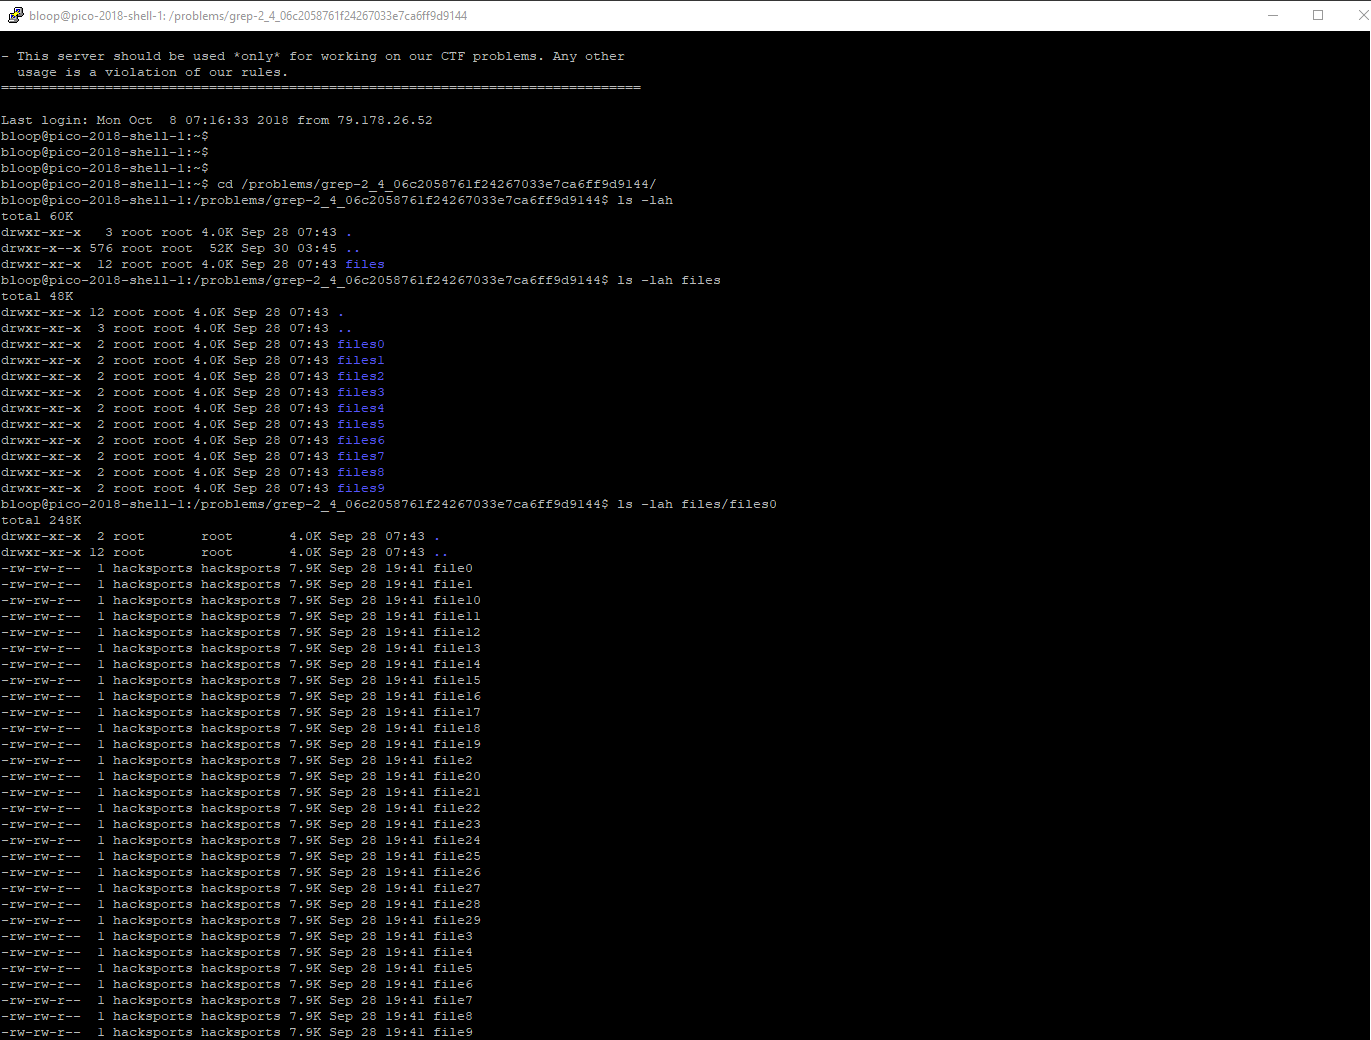 bloop@pico-2018-shell-1: /problems/grep-2_4_06c2058761f24267033e7ca6ff9d9144
- This server should be used *only* for working on our CTF problems. Any other
  usage is a violation of our rules.
================================================================================
Last login: Mon Oct  8 07:16:33 2018 from 79.178.26.52
bloop@pico-2018-shell-1:~$
bloop@pico-2018-shell-1:~$
bloop@pico-2018-shell-1:~$
bloop@pico-2018-shell-1:~$ cd /problems/grep-2_4_06c2058761f24267033e7ca6ff9d9144/
bloop@pico-2018-shell-1:/problems/grep-2_4_06c2058761f24267033e7ca6ff9d9144$ ls -lah
total 60K
drwxr-xr-x   3 root root 4.0K Sep 28 07:43 .
drwxr-x--x 576 root root  52K Sep 30 03:45 ..
drwxr-xr-x  12 root root 4.0K Sep 28 07:43 files
bloop@pico-2018-shell-1:/problems/grep-2_4_06c2058761f24267033e7ca6ff9d9144$ ls -lah files
total 48K
drwxr-xr-x 12 root root 4.0K Sep 28 07:43 .
drwxr-xr-x  3 root root 4.0K Sep 28 07:43 ..
drwxr-xr-x  2 root root 4.0K Sep 28 07:43 files0
drwxr-xr-x  2 root root 4.0K Sep 28 07:43 files1
drwxr-xr-x  2 root root 4.0K Sep 28 07:43 files2
drwxr-xr-x  2 root root 4.0K Sep 28 07:43 files3
drwxr-xr-x  2 root root 4.0K Sep 28 07:43 files4
drwxr-xr-x  2 root root 4.0K Sep 28 07:43 files5
drwxr-xr-x  2 root root 4.0K Sep 28 07:43 files6
drwxr-xr-x  2 root root 4.0K Sep 28 07:43 files7
drwxr-xr-x  2 root root 4.0K Sep 28 07:43 files8
drwxr-xr-x  2 root root 4.0K Sep 28 07:43 files9
bloop@pico-2018-shell-1:/problems/grep-2_4_06c2058761f24267033e7ca6ff9d9144$ ls -lah files/files0
total 248K
drwxr-xr-x  2 root       root       4.0K Sep 28 07:43 .
drwxr-xr-x 12 root       root       4.0K Sep 28 07:43 ..
-rw-rw-r--  1 hacksports hacksports 7.9K Sep 28 19:41 file0
-rw-rw-r--  1 hacksports hacksports 7.9K Sep 28 19:41 file1
-rw-rw-r--  1 hacksports hacksports 7.9K Sep 28 19:41 file10
-rw-rw-r--  1 hacksports hacksports 7.9K Sep 28 19:41 file11
-rw-rw-r--  1 hacksports hacksports 7.9K Sep 28 19:41 file12
-rw-rw-r--  1 hacksports hacksports 7.9K Sep 28 19:41 file13
-rw-rw-r--  1 hacksports hacksports 7.9K Sep 28 19:41 file14
-rw-rw-r--  1 hacksports hacksports 7.9K Sep 28 19:41 file15
-rw-rw-r--  1 hacksports hacksports 7.9K Sep 28 19:41 file16
-rw-rw-r--  1 hacksports hacksports 7.9K Sep 28 19:41 file17
-rw-rw-r--  1 hacksports hacksports 7.9K Sep 28 19:41 file18
-rw-rw-r--  1 hacksports hacksports 7.9K Sep 28 19:41 file19
-rw-rw-r--  1 hacksports hacksports 7.9K Sep 28 19:41 file2
-rw-rw-r--  1 hacksports hacksports 7.9K Sep 28 19:41 file20
-rw-rw-r--  1 hacksports hacksports 7.9K Sep 28 19:41 file21
-rw-rw-r--  1 hacksports hacksports 7.9K Sep 28 19:41 file22
-rw-rw-r--  1 hacksports hacksports 7.9K Sep 28 19:41 file23
-rw-rw-r--  1 hacksports hacksports 7.9K Sep 28 19:41 file24
-rw-rw-r--  1 hacksports hacksports 7.9K Sep 28 19:41 file25
-rw-rw-r--  1 hacksports hacksports 7.9K Sep 28 19:41 file26
-rw-rw-r--  1 hacksports hacksports 7.9K Sep 28 19:41 file27
-rw-rw-r--  1 hacksports hacksports 7.9K Sep 28 19:41 file28
-rw-rw-r--  1 hacksports hacksports 7.9K Sep 28 19:41 file29
-rw-rw-r--  1 hacksports hacksports 7.9K Sep 28 19:41 file3
-rw-rw-r--  1 hacksports hacksports 7.9K Sep 28 19:41 file4
-rw-rw-r--  1 hacksports hacksports 7.9K Sep 28 19:41 file5
-rw-rw-r--  1 hacksports hacksports 7.9K Sep 28 19:41 file6
-rw-rw-r--  1 hacksports hacksports 7.9K Sep 28 19:41 file7
-rw-rw-r--  1 hacksports hacksports 7.9K Sep 28 19:41 file8
-rw-rw-r--  1 hacksports hacksports 7.9K Sep 28 19:41 file9